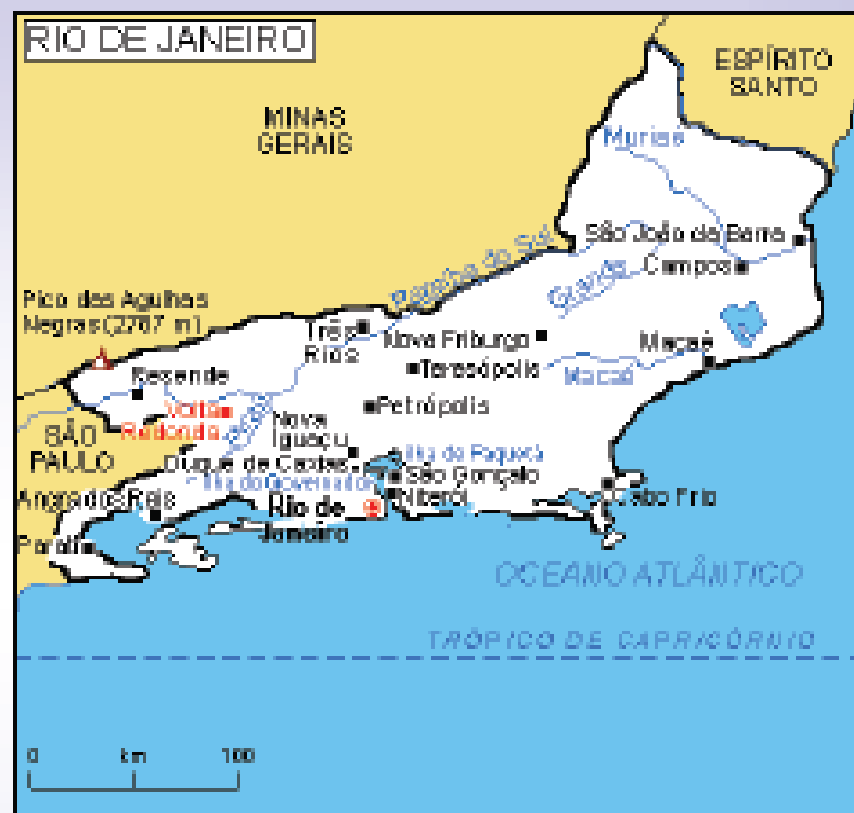 RIO DE JANEIRO
ESPÍRITO
SANTO
MINAS
GERAIS
Muriaé
São João da Barra
Paraíba do Sul
Grande
Campos
Pico das Agulhas
Negras (2787 m)
Três
Rios
Nova Friburgo
Macaé
Teresópolis
Macaé
Resende
Volta
Redonda
Petrópolis
SÃO
PAULO
Nova
Iguaçu
Ilha de Paquetá
Duque de Caxias
São Gonçalo
Ilha do Governador
Niterói
Angra dos Reis
Rio de
Janeiro
Cabo Frio
Parati
OCEANO ATLÂNTICO
TRÓPICO DE CAPRICÓRNIO
0 km 100